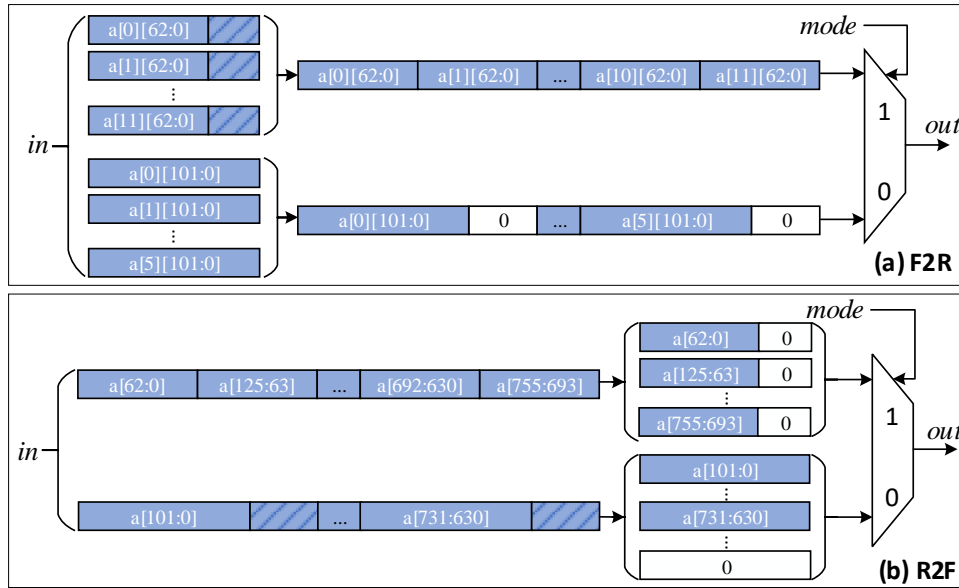 a[0][62:0]
a[1][62:0]
⋮
a[11][62:0]
a[0][62:0] a[1][62:0] ... a[10][62:0] a[11][62:0]
mode
1
in
out
a[0][101:0]
a[1][101:0]
⋮
a[5][101:0]
a[0][101:0] 0 ... a[5][101:0] 0
0
(a) F2R
a[62:0] a[125:63] ... a[692:630] a[755:693]
a[62:0] 0
a[125:63] 0
⋮
a[755:693] 0
mode
1
in
out
a[101:0] ... a[731:630]
a[101:0]
⋮
a[731:630]
⋮
0
0
(b) R2F